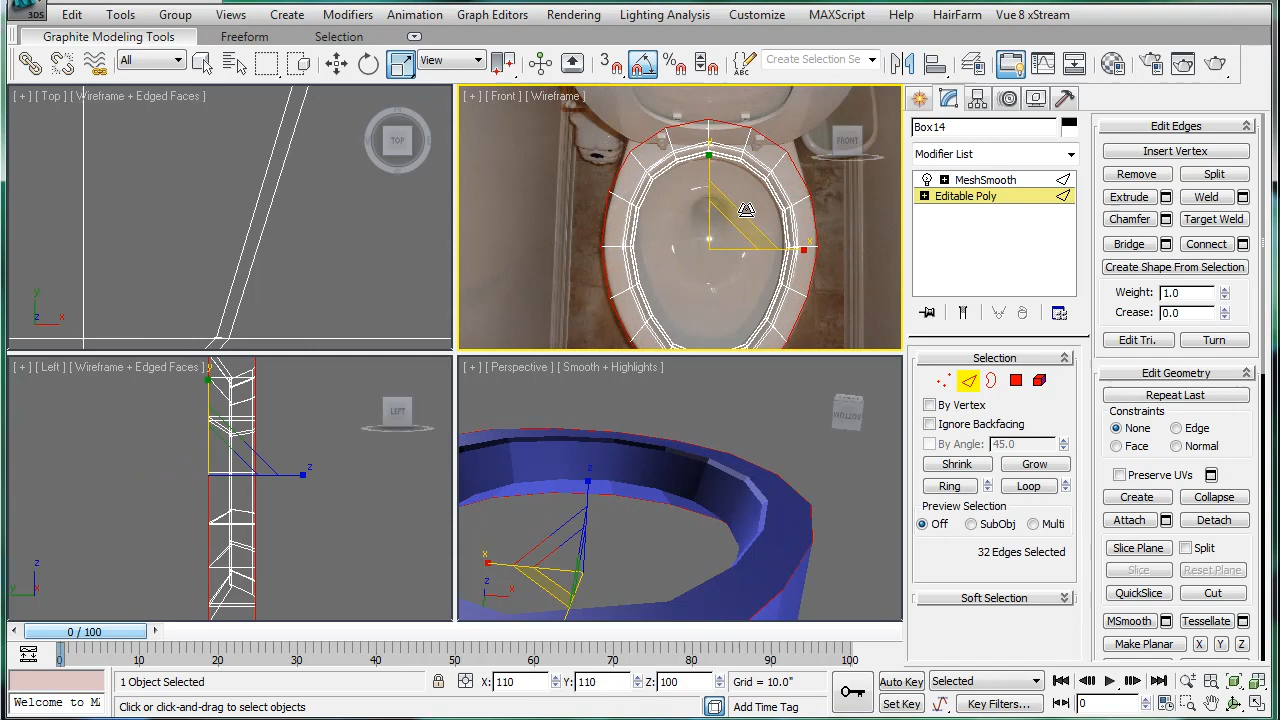 Edit Tools Group Views Create Modifiers Animation Graph Editors Rendering Lighting Analysis Customize MAXScript Help HairFarm Vue 8 xStream
3DS
Graphite Modeling Tools Freeform Selection
All View 3 ABC Create Selection Se
[ + ] [ Top ] [ Wireframe + Edged Faces ]
TOP
[ + ] [ Front ] [ Wireframe ]
FRONT
Box14
Modifier List
MeshSmooth
Editable Poly
Edit Edges
Insert Vertex
Remove Split
Extrude Weld
Chamfer Target Weld
Bridge Connect
Create Shape From Selection
Weight: 1.0
Crease: 0.0
Edit Tri. Turn
[ + ] [ Left ] [ Wireframe + Edged Faces ]
LEFT
[ + ] [ Perspective ] [ Smooth + Highlights ]
BOTTOM
Selection
By Vertex
Ignore Backfacing
By Angle: 45.0
Shrink Grow
Ring Loop
Preview Selection
Off SubObj Multi
32 Edges Selected
Soft Selection
Edit Geometry
Repeat Last
Constraints
None Edge
Face Normal
Preserve UVs
Create Collapse
Attach Detach
Slice Plane Split
Slice Reset Plane
QuickSlice Cut
MSmooth Tessellate
Make Planar X Y Z
0 / 100
0 10 20 30 40 50 60 70 80 90 100
1 Object Selected X: 110 Y: 110 Z: 100 Grid = 10.0" Auto Key Selected
Welcome to M Click or click-and-drag to select objects Add Time Tag Set Key Key Filters... 0